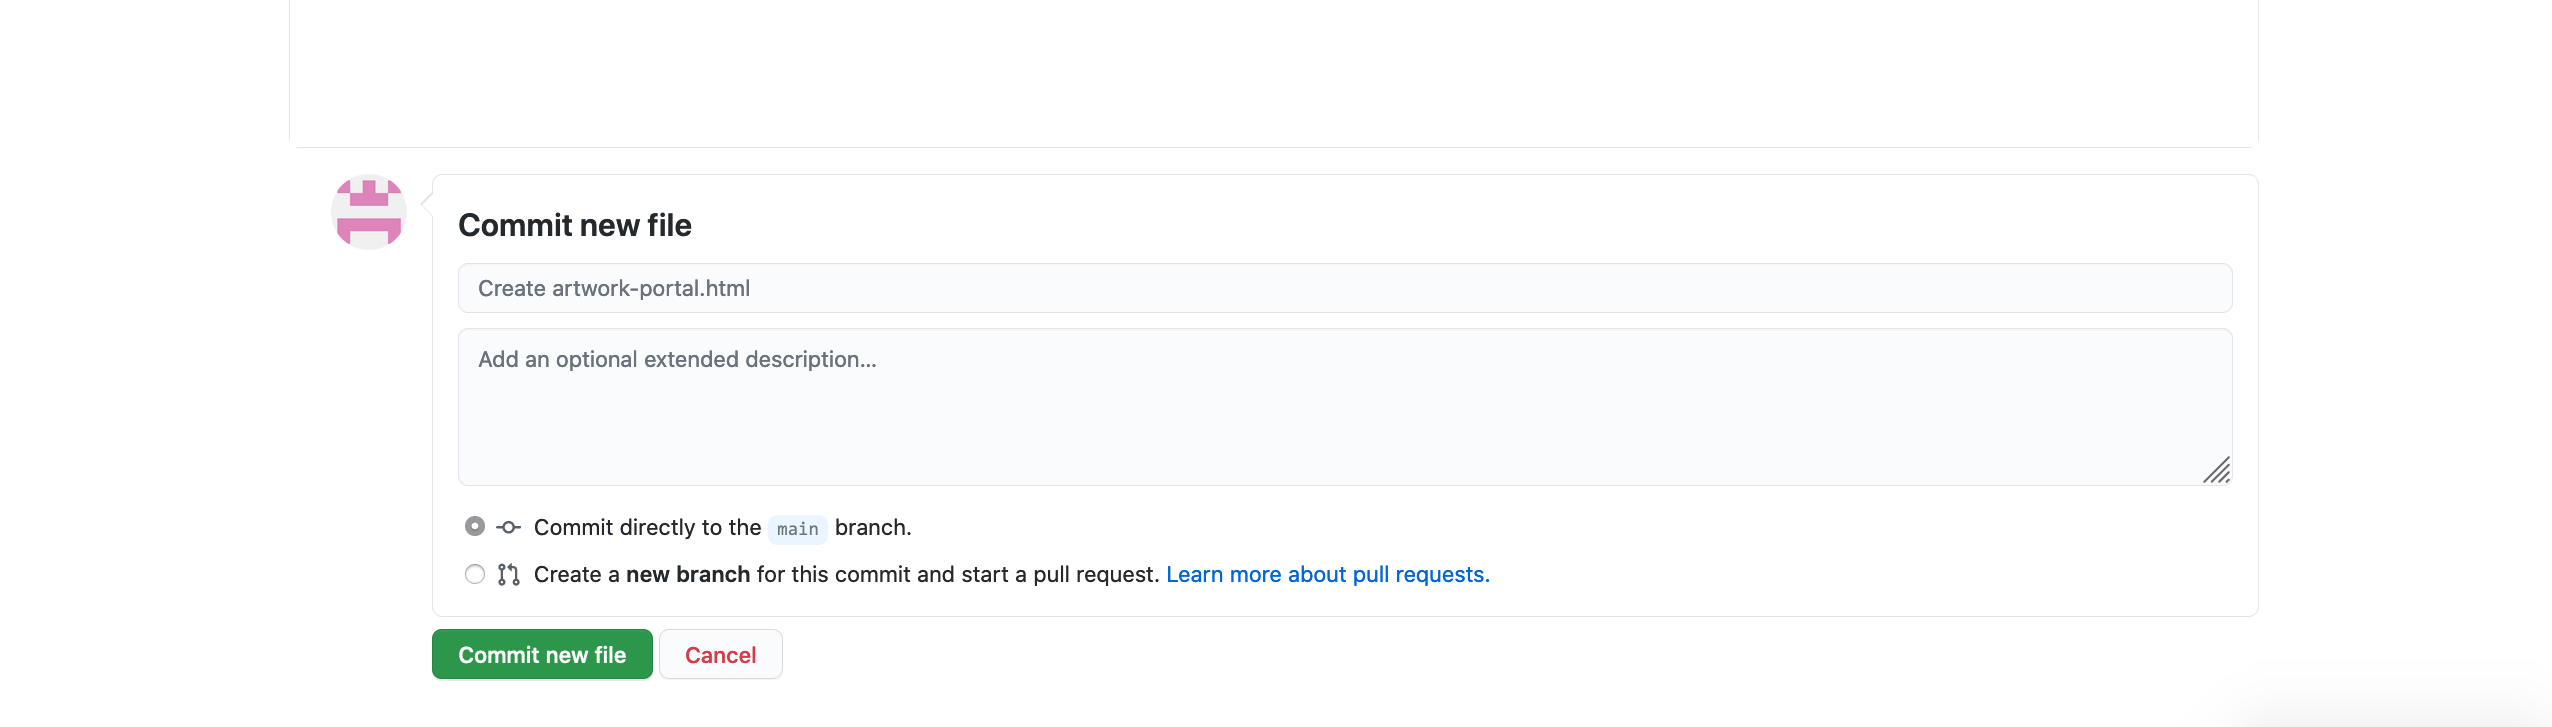 Commit new file
Create artwork-portal.html
Add an optional extended description...
Commit directly to the main branch.
Create a new branch for this commit and start a pull request. Learn more about pull requests.
Commit new file Cancel